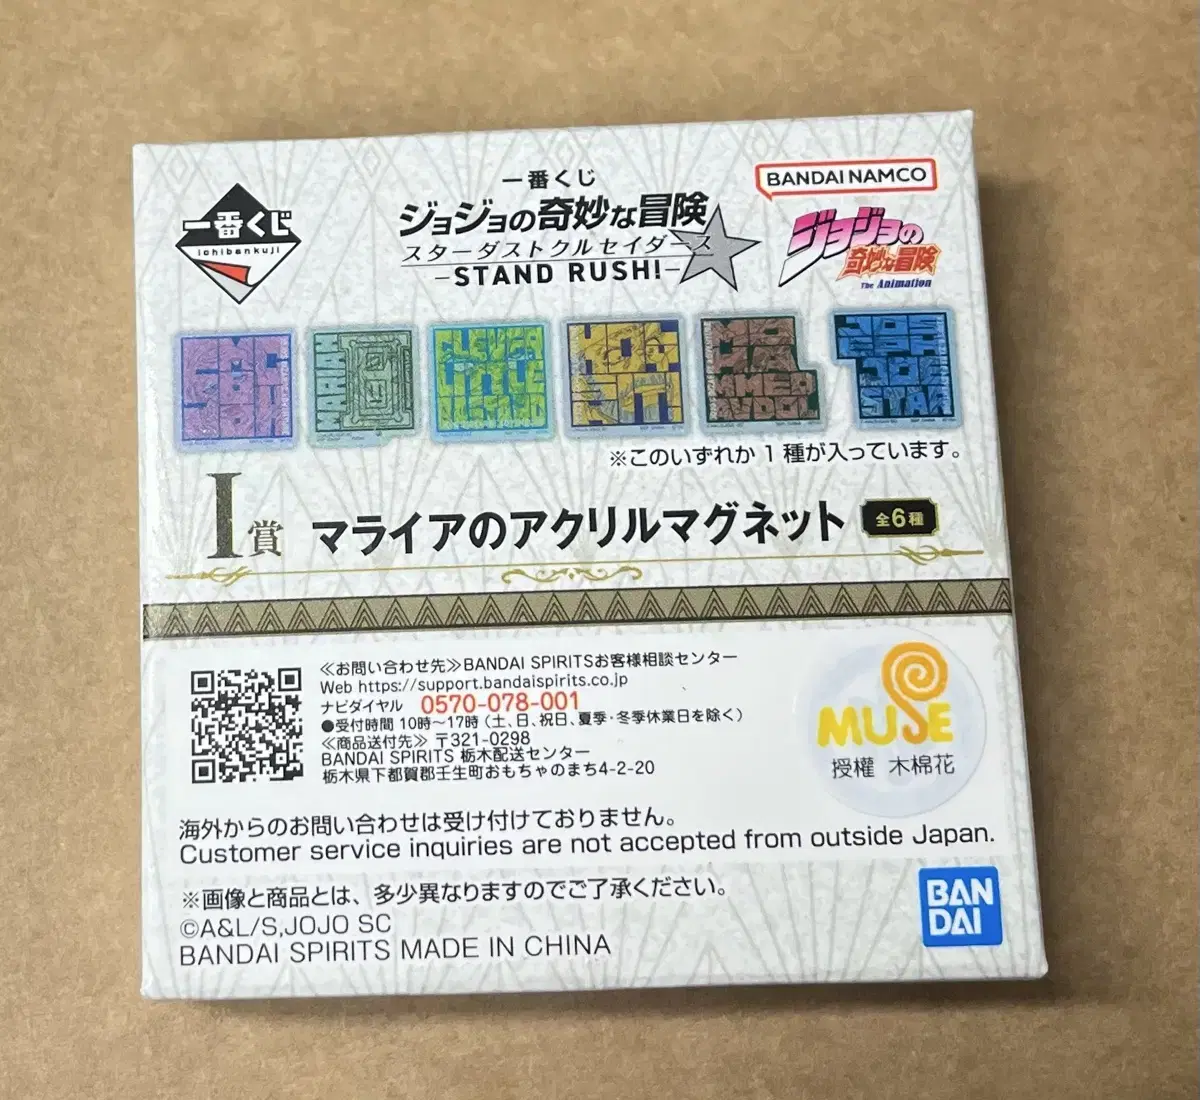 一番くじ
ichibankuji
一番くじ
ジョジョの奇妙な冒険
スターダストクルセイダース
-STAND RUSH!-
BANDAI NAMCO
ジョジョの
奇妙な冒険
The Animation
MARIAH
CLEVER
LITTLE
JOE
STAR
※このいずれか1種が入っています。
I賞 マライアのアクリルマグネット 全6種
≪お問い合わせ先≫BANDAI SPIRITSお客様相談センター
Web https://support.bandaispirits.co.jp
ナビダイヤル 0570-078-001
●受付時間 10時〜17時(土、日、祝日、夏季・冬季休業日を除く)
≪商品送付先≫ 〒321-0298
BANDAI SPIRITS 栃木配送センター
栃木県下都賀郡壬生町おもちゃのまち4-2-20
MUSE
授權 木棉花
海外からのお問い合わせは受け付けておりません。
Customer service inquiries are not accepted from outside Japan.
※画像と商品とは、多少異なりますのでご了承ください。
©A&L/S,JOJO SC
BANDAI SPIRITS MADE IN CHINA
BAN
DAI